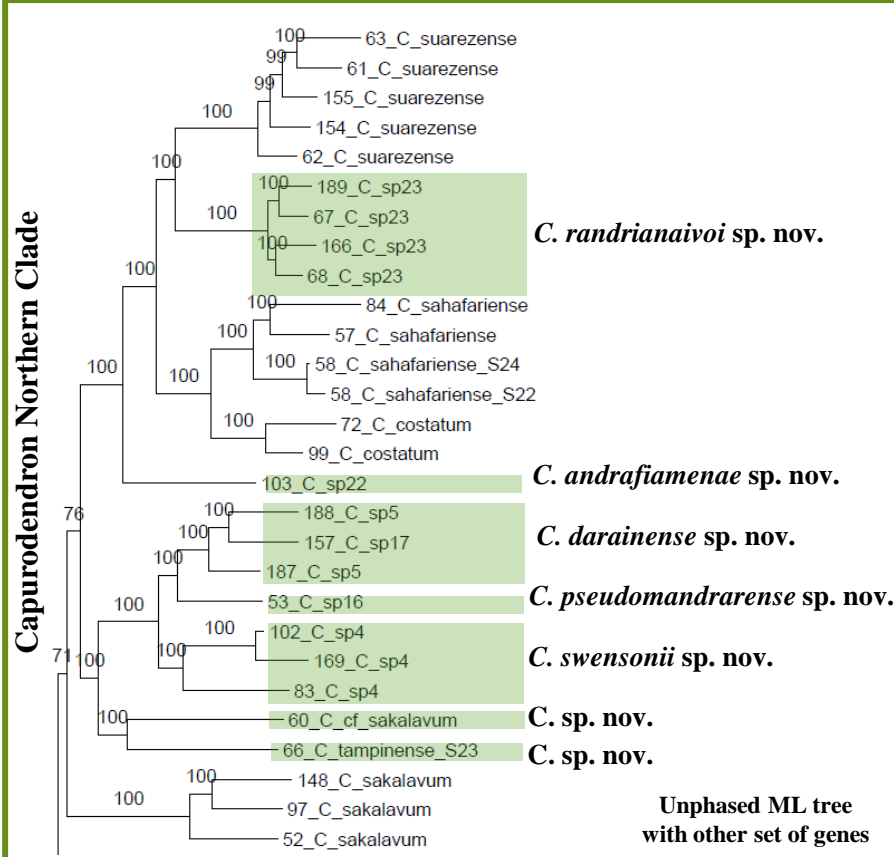 Capurodendron Northern Clade
100
63_C_suarezense
99
61_C_suarezense
99
155_C_suarezense
100
154_C_suarezense
62_C_suarezense
100
100
189_C_sp23
67_C_sp23
100
100
166_C_sp23
68_C_sp23
C. randrianaivoi sp. nov.
100
100
84_C_sahafariense
100
57_C_sahafariense
100
58_C_sahafariense_S24
100
100
58_C_sahafariense_S22
100
72_C_costatum
99_C_costatum
103_C_sp22
C. andrafiamenae sp. nov.
76
100
188_C_sp5
100
157_C_sp17
100
187_C_sp5
C. darainense sp. nov.
53_C_sp16
C. pseudomandrarense sp. nov.
100
100
102_C_sp4
100
169_C_sp4
71
100
83_C_sp4
C. swensonii sp. nov.
60_C_cf_sakalavum
C. sp. nov.
100
66_C_tampinense_S23
C. sp. nov.
100
148_C_sakalavum
100
97_C_sakalavum
52_C_sakalavum
Unphased ML tree
with other set of genes